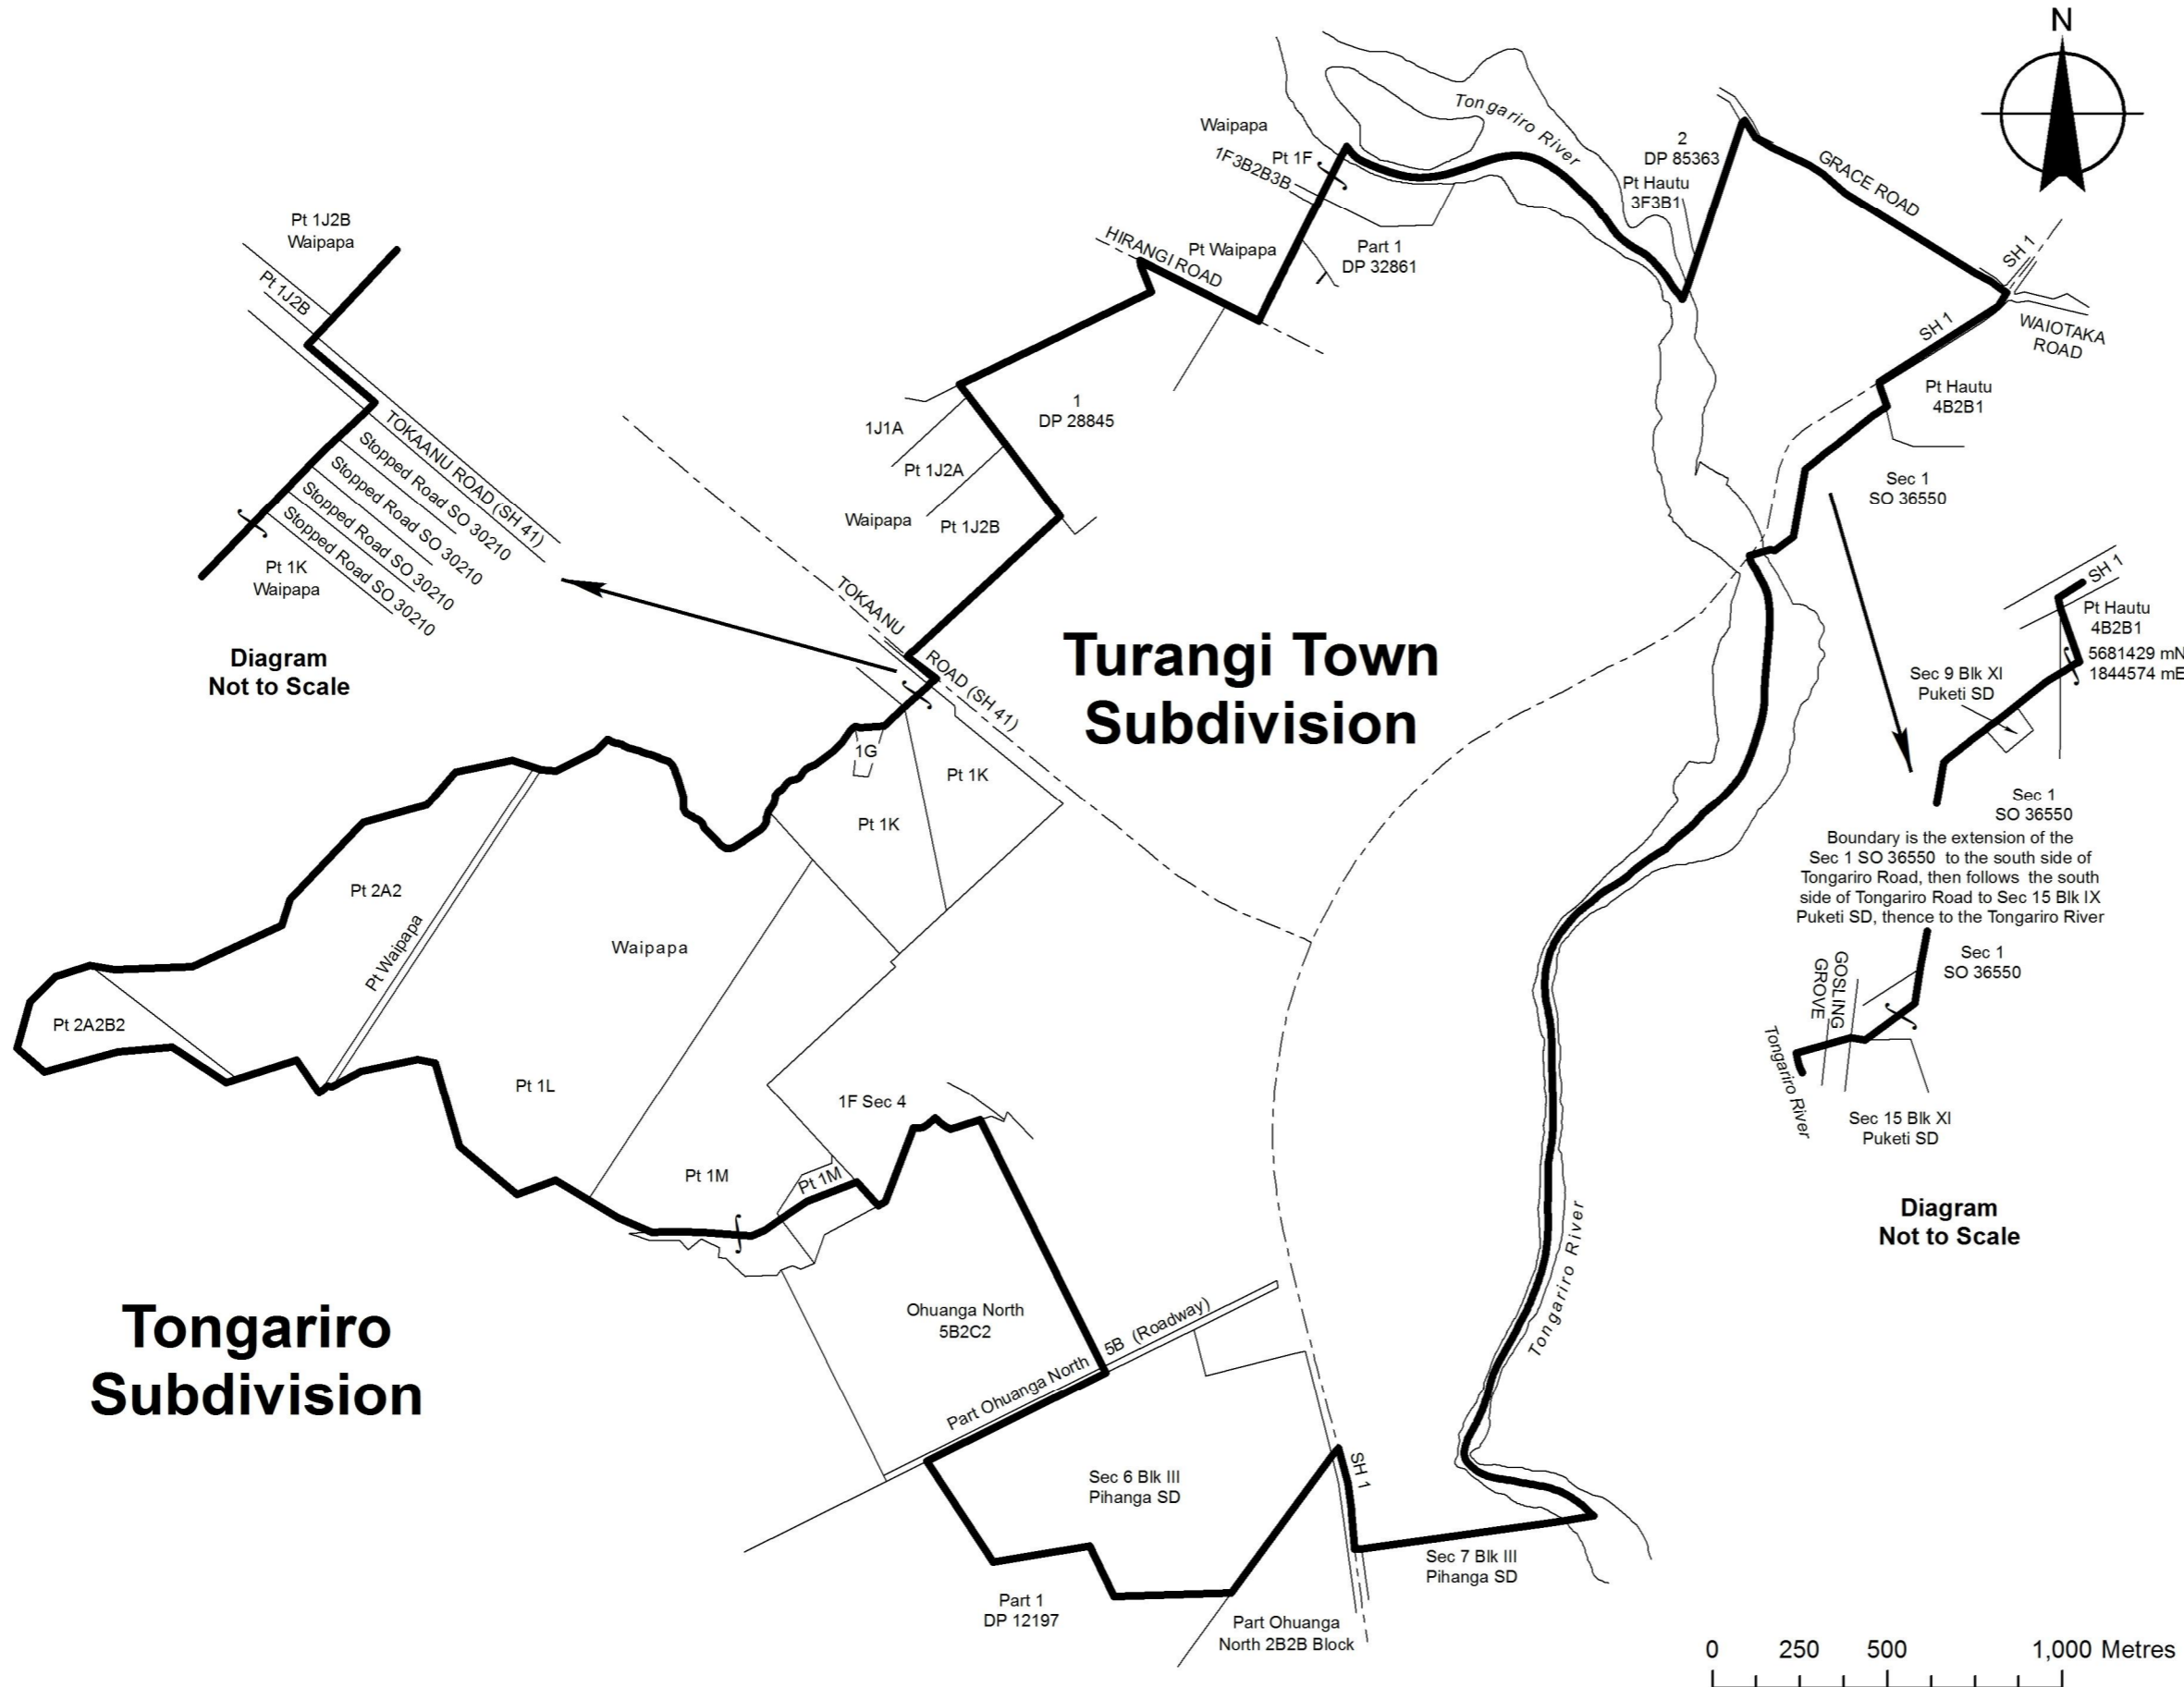 N
Tongariro River
Waipapa
Pt 1F
1F3B2B3B
2
DP 85363
Pt Hautu
3F3B1
GRACE ROAD
SH 1
HIRANGI ROAD
Pt Waipapa
Part 1
DP 32861
SH 1
WAIOTAKA
ROAD
Pt Hautu
4B2B1
Sec 1
SO 36550
Pt 1J2B
Waipapa
Pt 1J2B
TOKAANU ROAD (SH 41)
Stopped Road SO 30210
Stopped Road SO 30210
Stopped Road SO 30210
Stopped Road SO 30210
Pt 1K
Waipapa
Diagram
Not to Scale
1
DP 28845
1J1A
Pt 1J2A
Waipapa
Pt 1J2B
TOKAANU
ROAD (SH 41)
Turangi Town
Subdivision
1G
Pt 1K
Pt 1K
Pt 2A2
Pt Waipapa
Waipapa
Pt 2A2B2
Pt 1L
1F Sec 4
Pt 1M
Pt 1M
SH 1
Pt Hautu
4B2B1
5681429 mN
1844574 mE
Sec 9 Blk XI
Puketi SD
Sec 1
SO 36550
Boundary is the extension of the
Sec 1 SO 36550 to the south side of
Tongariro Road, then follows the south
side of Tongariro Road to Sec 15 Blk IX
Puketi SD, thence to the Tongariro River
Sec 1
SO 36550
GOSLING
GROVE
Tongariro River
Sec 15 Blk XI
Puketi SD
Diagram
Not to Scale
Tongariro River
Tongariro
Subdivision
Ohuanga North
5B2C2
Part Ohuanga North
5B (Roadway)
Sec 6 Blk III
Pihanga SD
SH 1
Sec 7 Blk III
Pihanga SD
Part 1
DP 12197
Part Ohuanga
North 2B2B Block
0 250 500 1,000 Metres